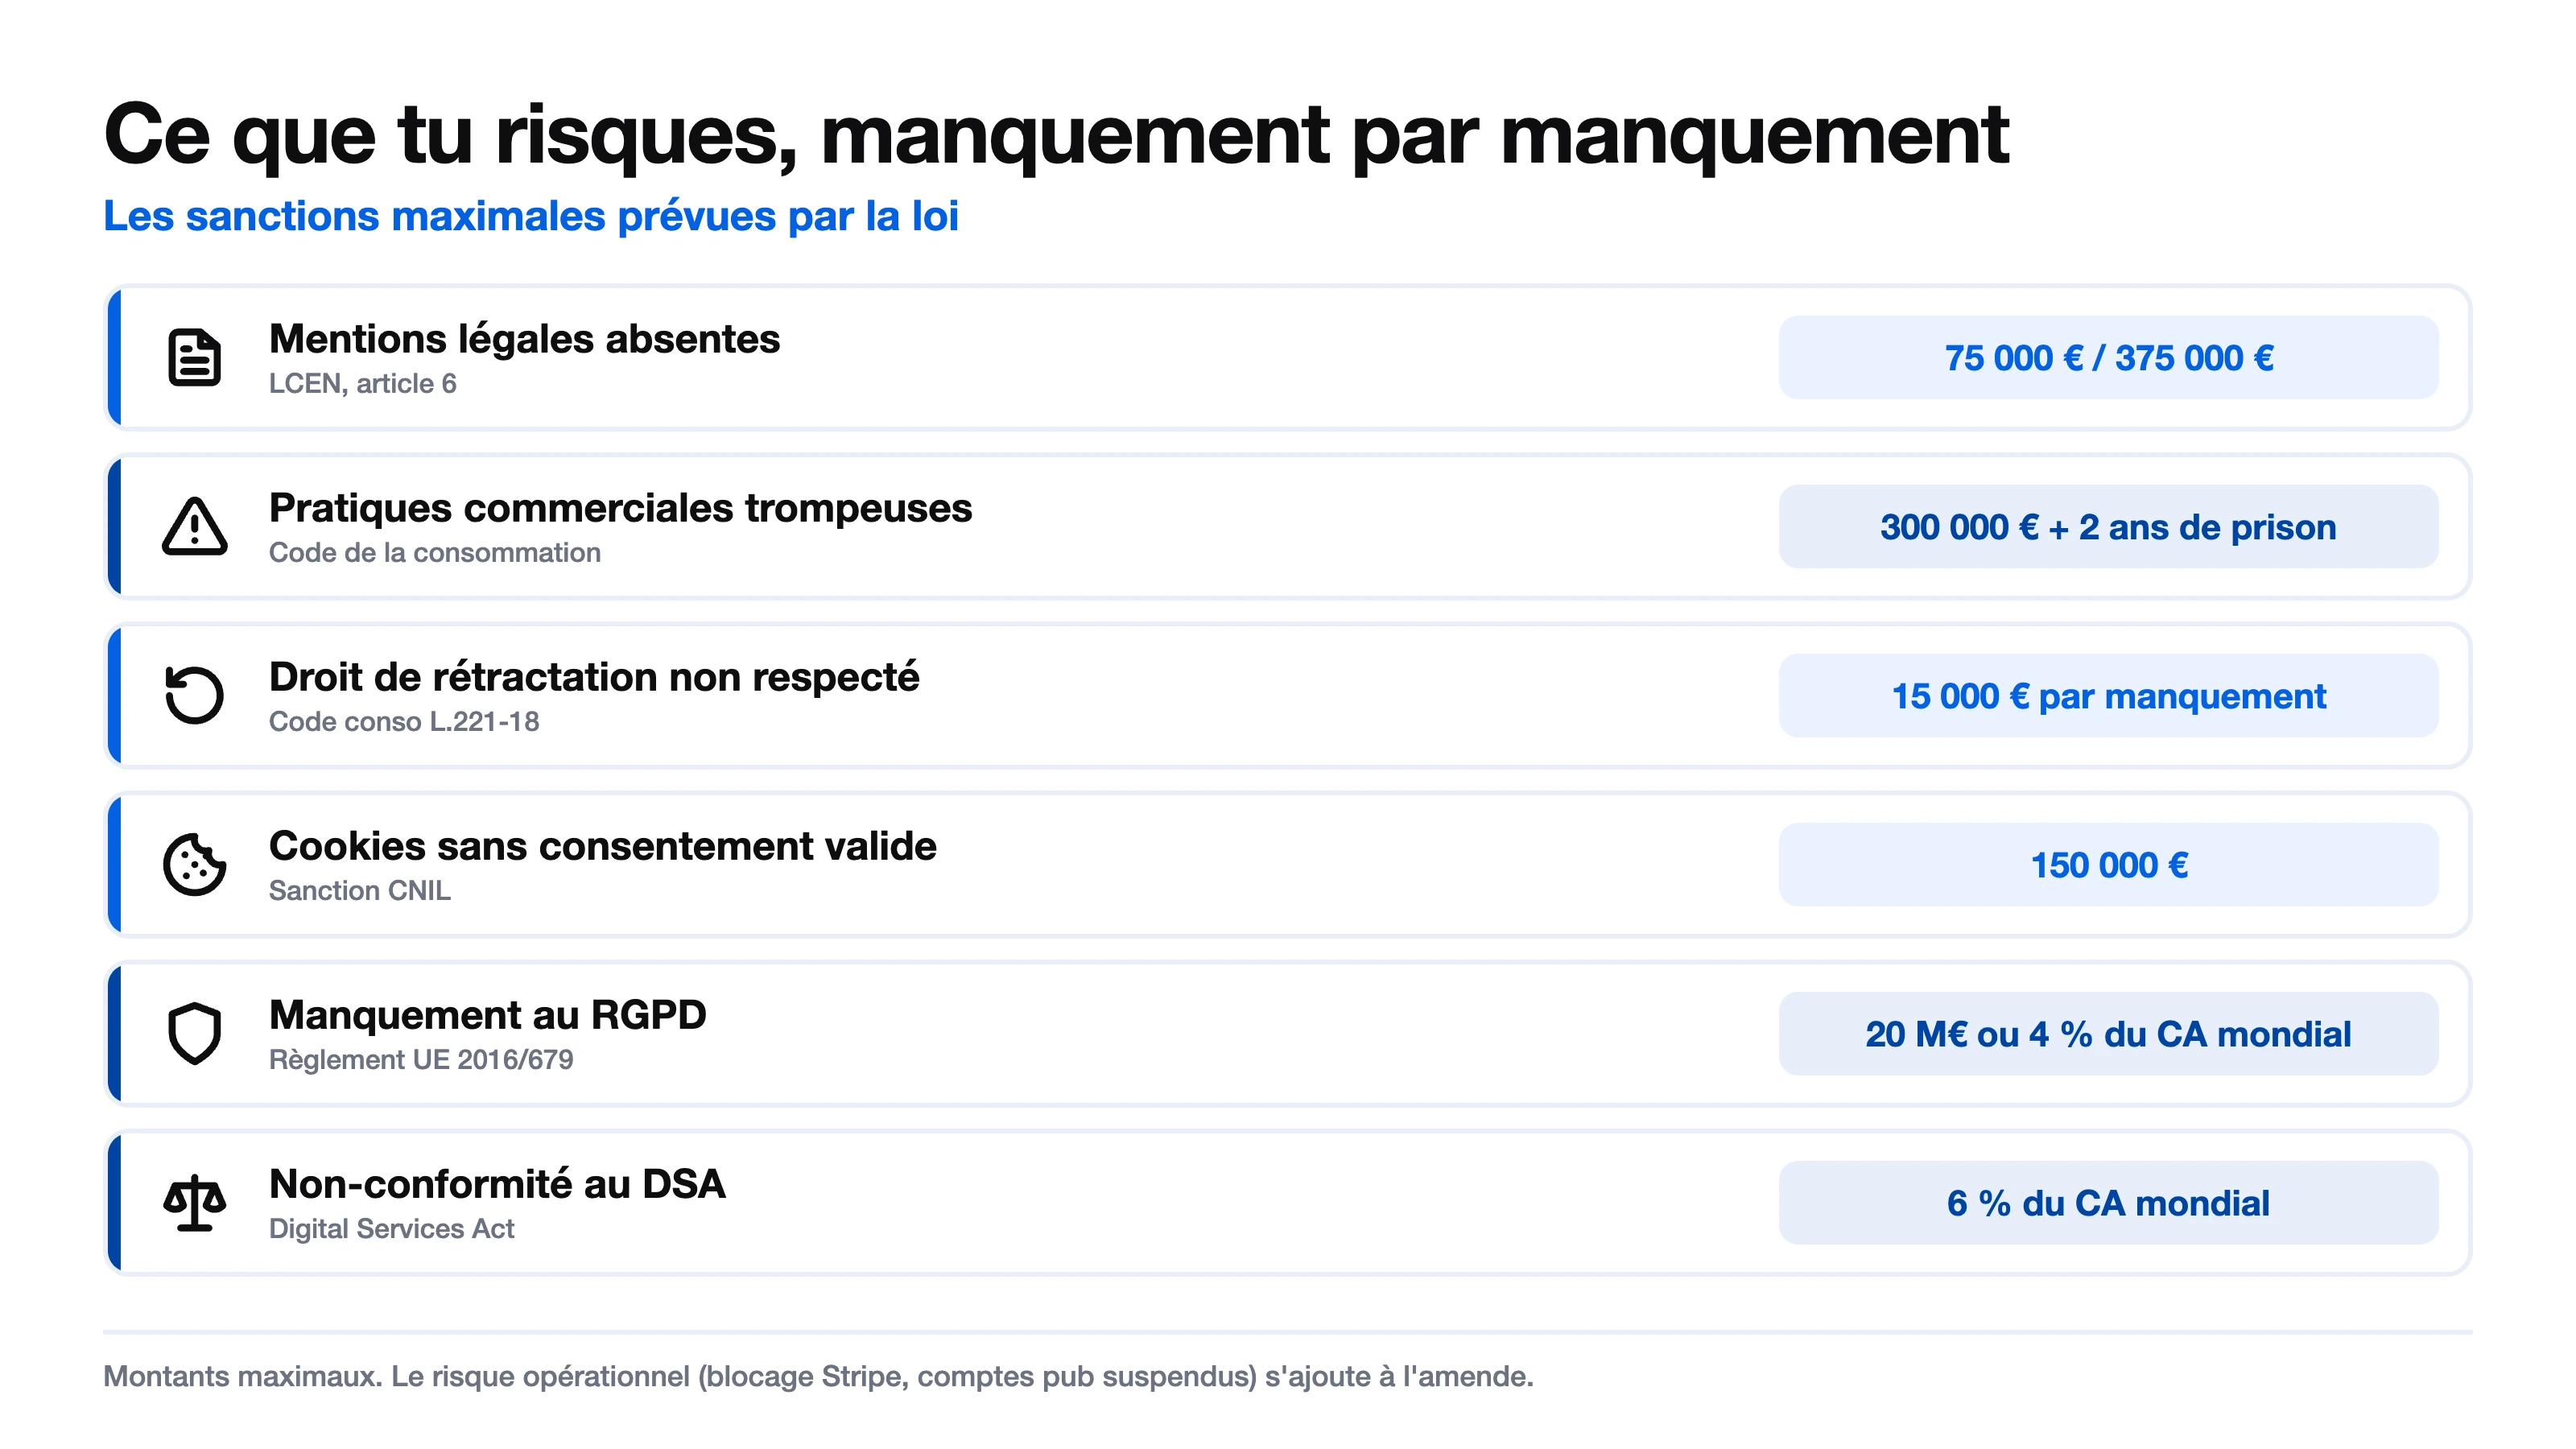 Ce que tu risques, manquement par manquement
Les sanctions maximales prévues par la loi
Mentions légales absentes
LCEN, article 6
75 000 € / 375 000 €
Pratiques commerciales trompeuses
Code de la consommation
300 000 € + 2 ans de prison
Droit de rétractation non respecté
Code conso L.221-18
15 000 € par manquement
Cookies sans consentement valide
Sanction CNIL
150 000 €
Manquement au RGPD
Règlement UE 2016/679
20 M€ ou 4 % du CA mondial
Non-conformité au DSA
Digital Services Act
6 % du CA mondial
Montants maximaux. Le risque opérationnel (blocage Stripe, comptes pub suspendus) s'ajoute à l'amende.